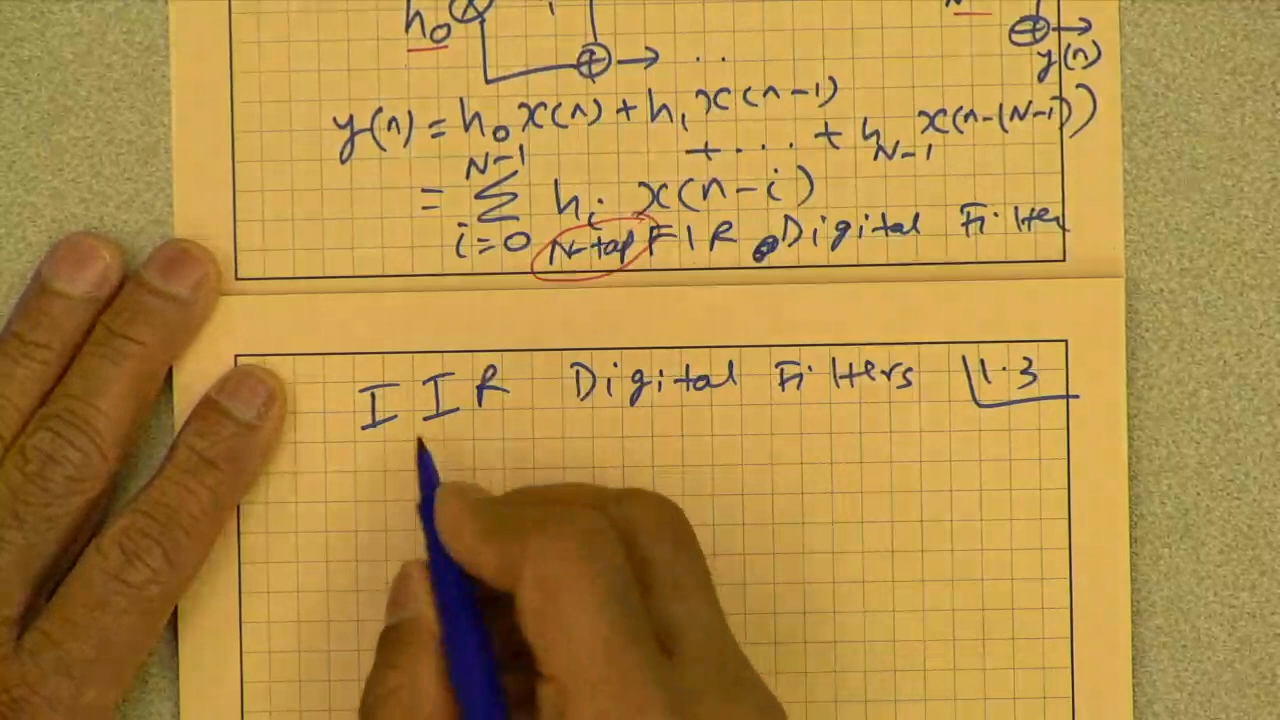 h0
y(n)
y(n) = h0 x(n) + h1 x(n-1)
+ ... + hN-1 x(n-(N-1))
N-1
= Σ hi x(n-i)
i=0
N-tap FIR Digital Filter
IIR Digital Filters 1.3